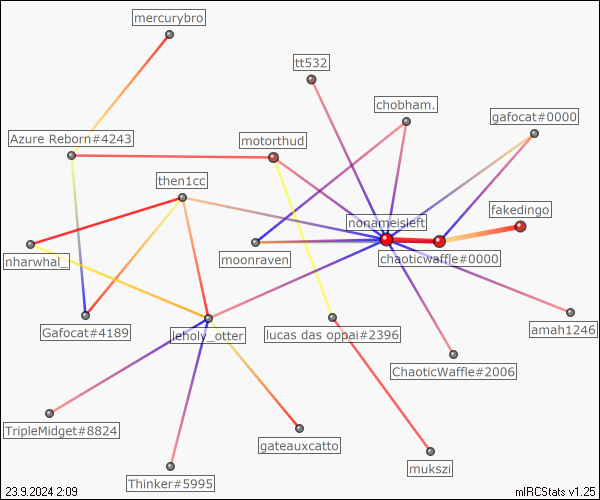 mercurybro
tt532
chobham.
gafocat#0000
Azure Reborn#4243
motorthud
then1cc
fakedingo
nonameisleft
nharwhal_
moonraven
chaoticwaffle#0000
Gafocat#4189
leholy_otter
lucas das oppai#2396
amah1246
ChaoticWaffle#2006
TripleMidget#8824
gateauxcatto
mukszi
Thinker#5995
23.9.2024 2:09
mIRCStats v1.25